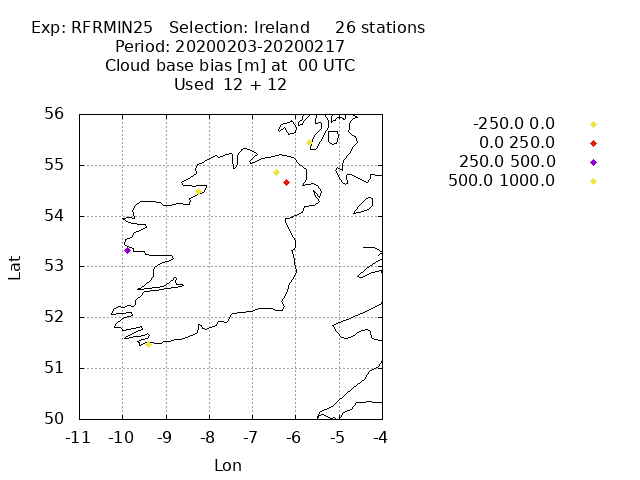 Exp: RFRMIN25   Selection: Ireland     26 stations
Period: 20200203-20200217
Cloud base bias [m] at  00 UTC
Used  12 + 12
-250.0 0.0
0.0 250.0
250.0 500.0
500.0 1000.0
56
55
54
53
52
51
50
Lat
-11 -10 -9 -8 -7 -6 -5 -4
Lon